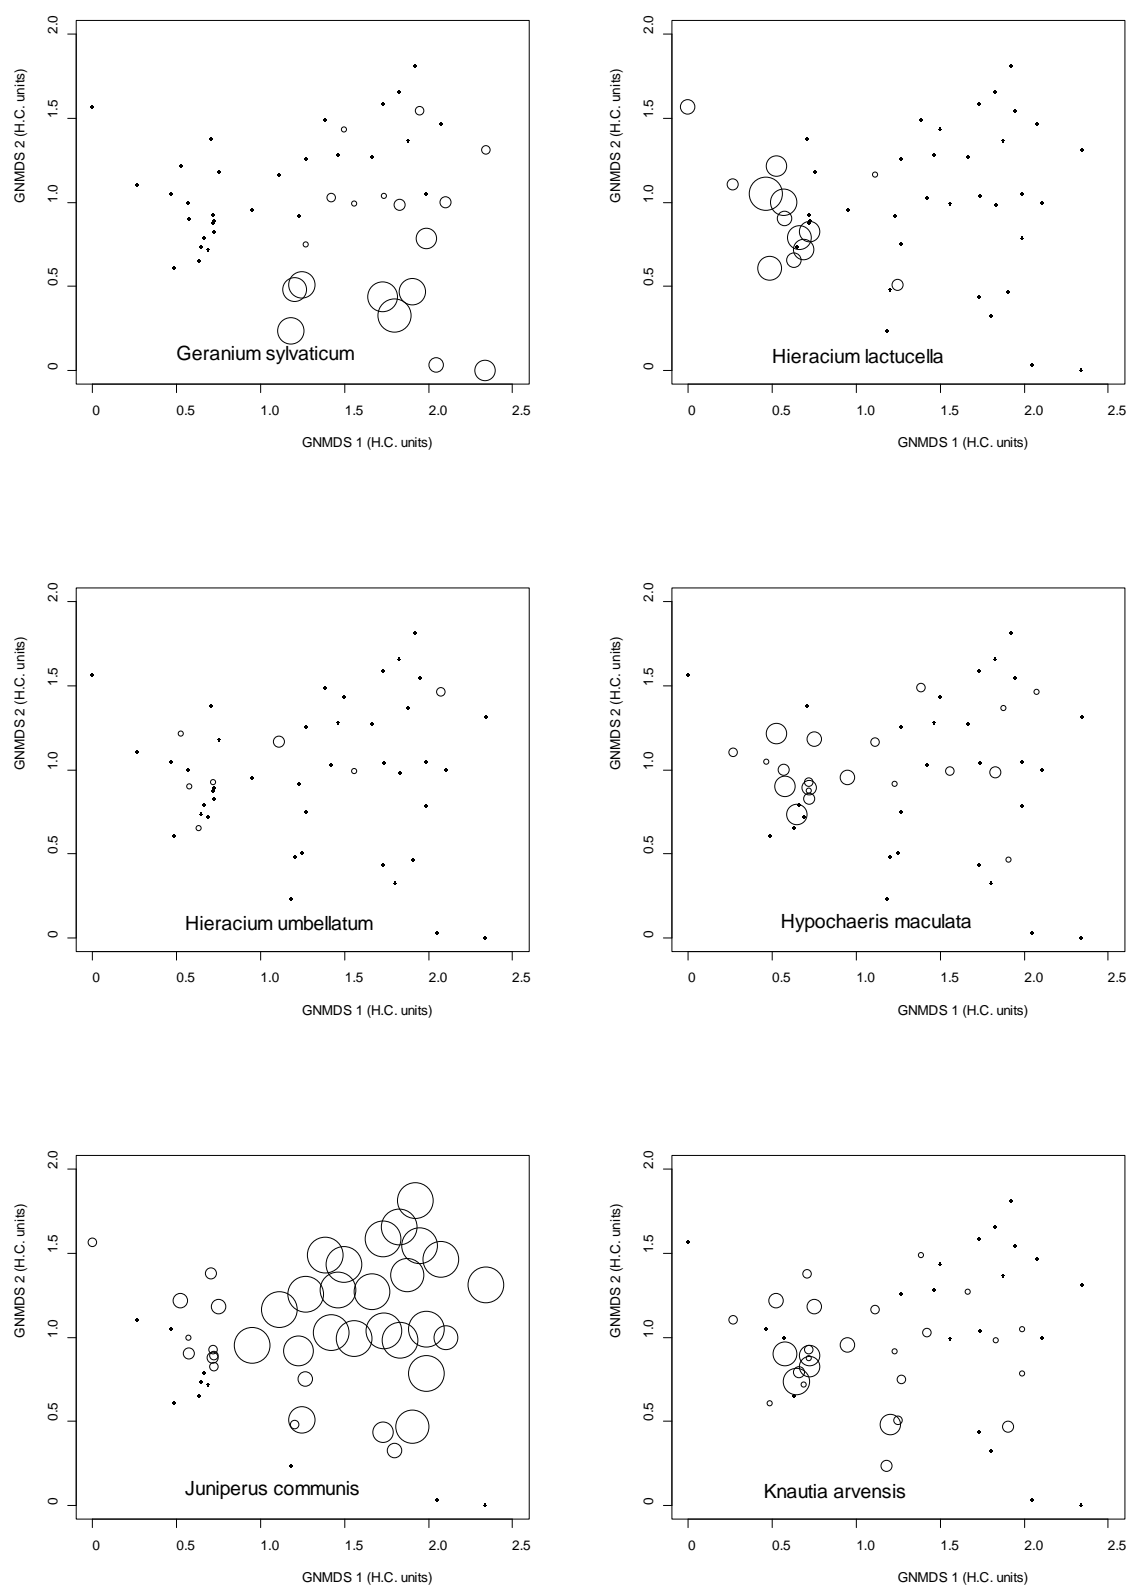 2.0
1.5
1.0
0.5
0
GNMDS 2 (H.C. units)
Geranium sylvaticum
0 0.5 1.0 1.5 2.0 2.5
GNMDS 1 (H.C. units)
2.0
1.5
1.0
0.5
0
GNMDS 2 (H.C. units)
Hieracium lactucella
0 0.5 1.0 1.5 2.0 2.5
GNMDS 1 (H.C. units)
2.0
1.5
1.0
0.5
0
GNMDS 2 (H.C. units)
Hieracium umbellatum
0 0.5 1.0 1.5 2.0 2.5
GNMDS 1 (H.C. units)
2.0
1.5
1.0
0.5
0
GNMDS 2 (H.C. units)
Hypochaeris maculata
0 0.5 1.0 1.5 2.0 2.5
GNMDS 1 (H.C. units)
2.0
1.5
1.0
0.5
0
GNMDS 2 (H.C. units)
Juniperus communis
0 0.5 1.0 1.5 2.0 2.5
GNMDS 1 (H.C. units)
2.0
1.5
1.0
0.5
0
GNMDS 2 (H.C. units)
Knautia arvensis
0 0.5 1.0 1.5 2.0 2.5
GNMDS 1 (H.C. units)